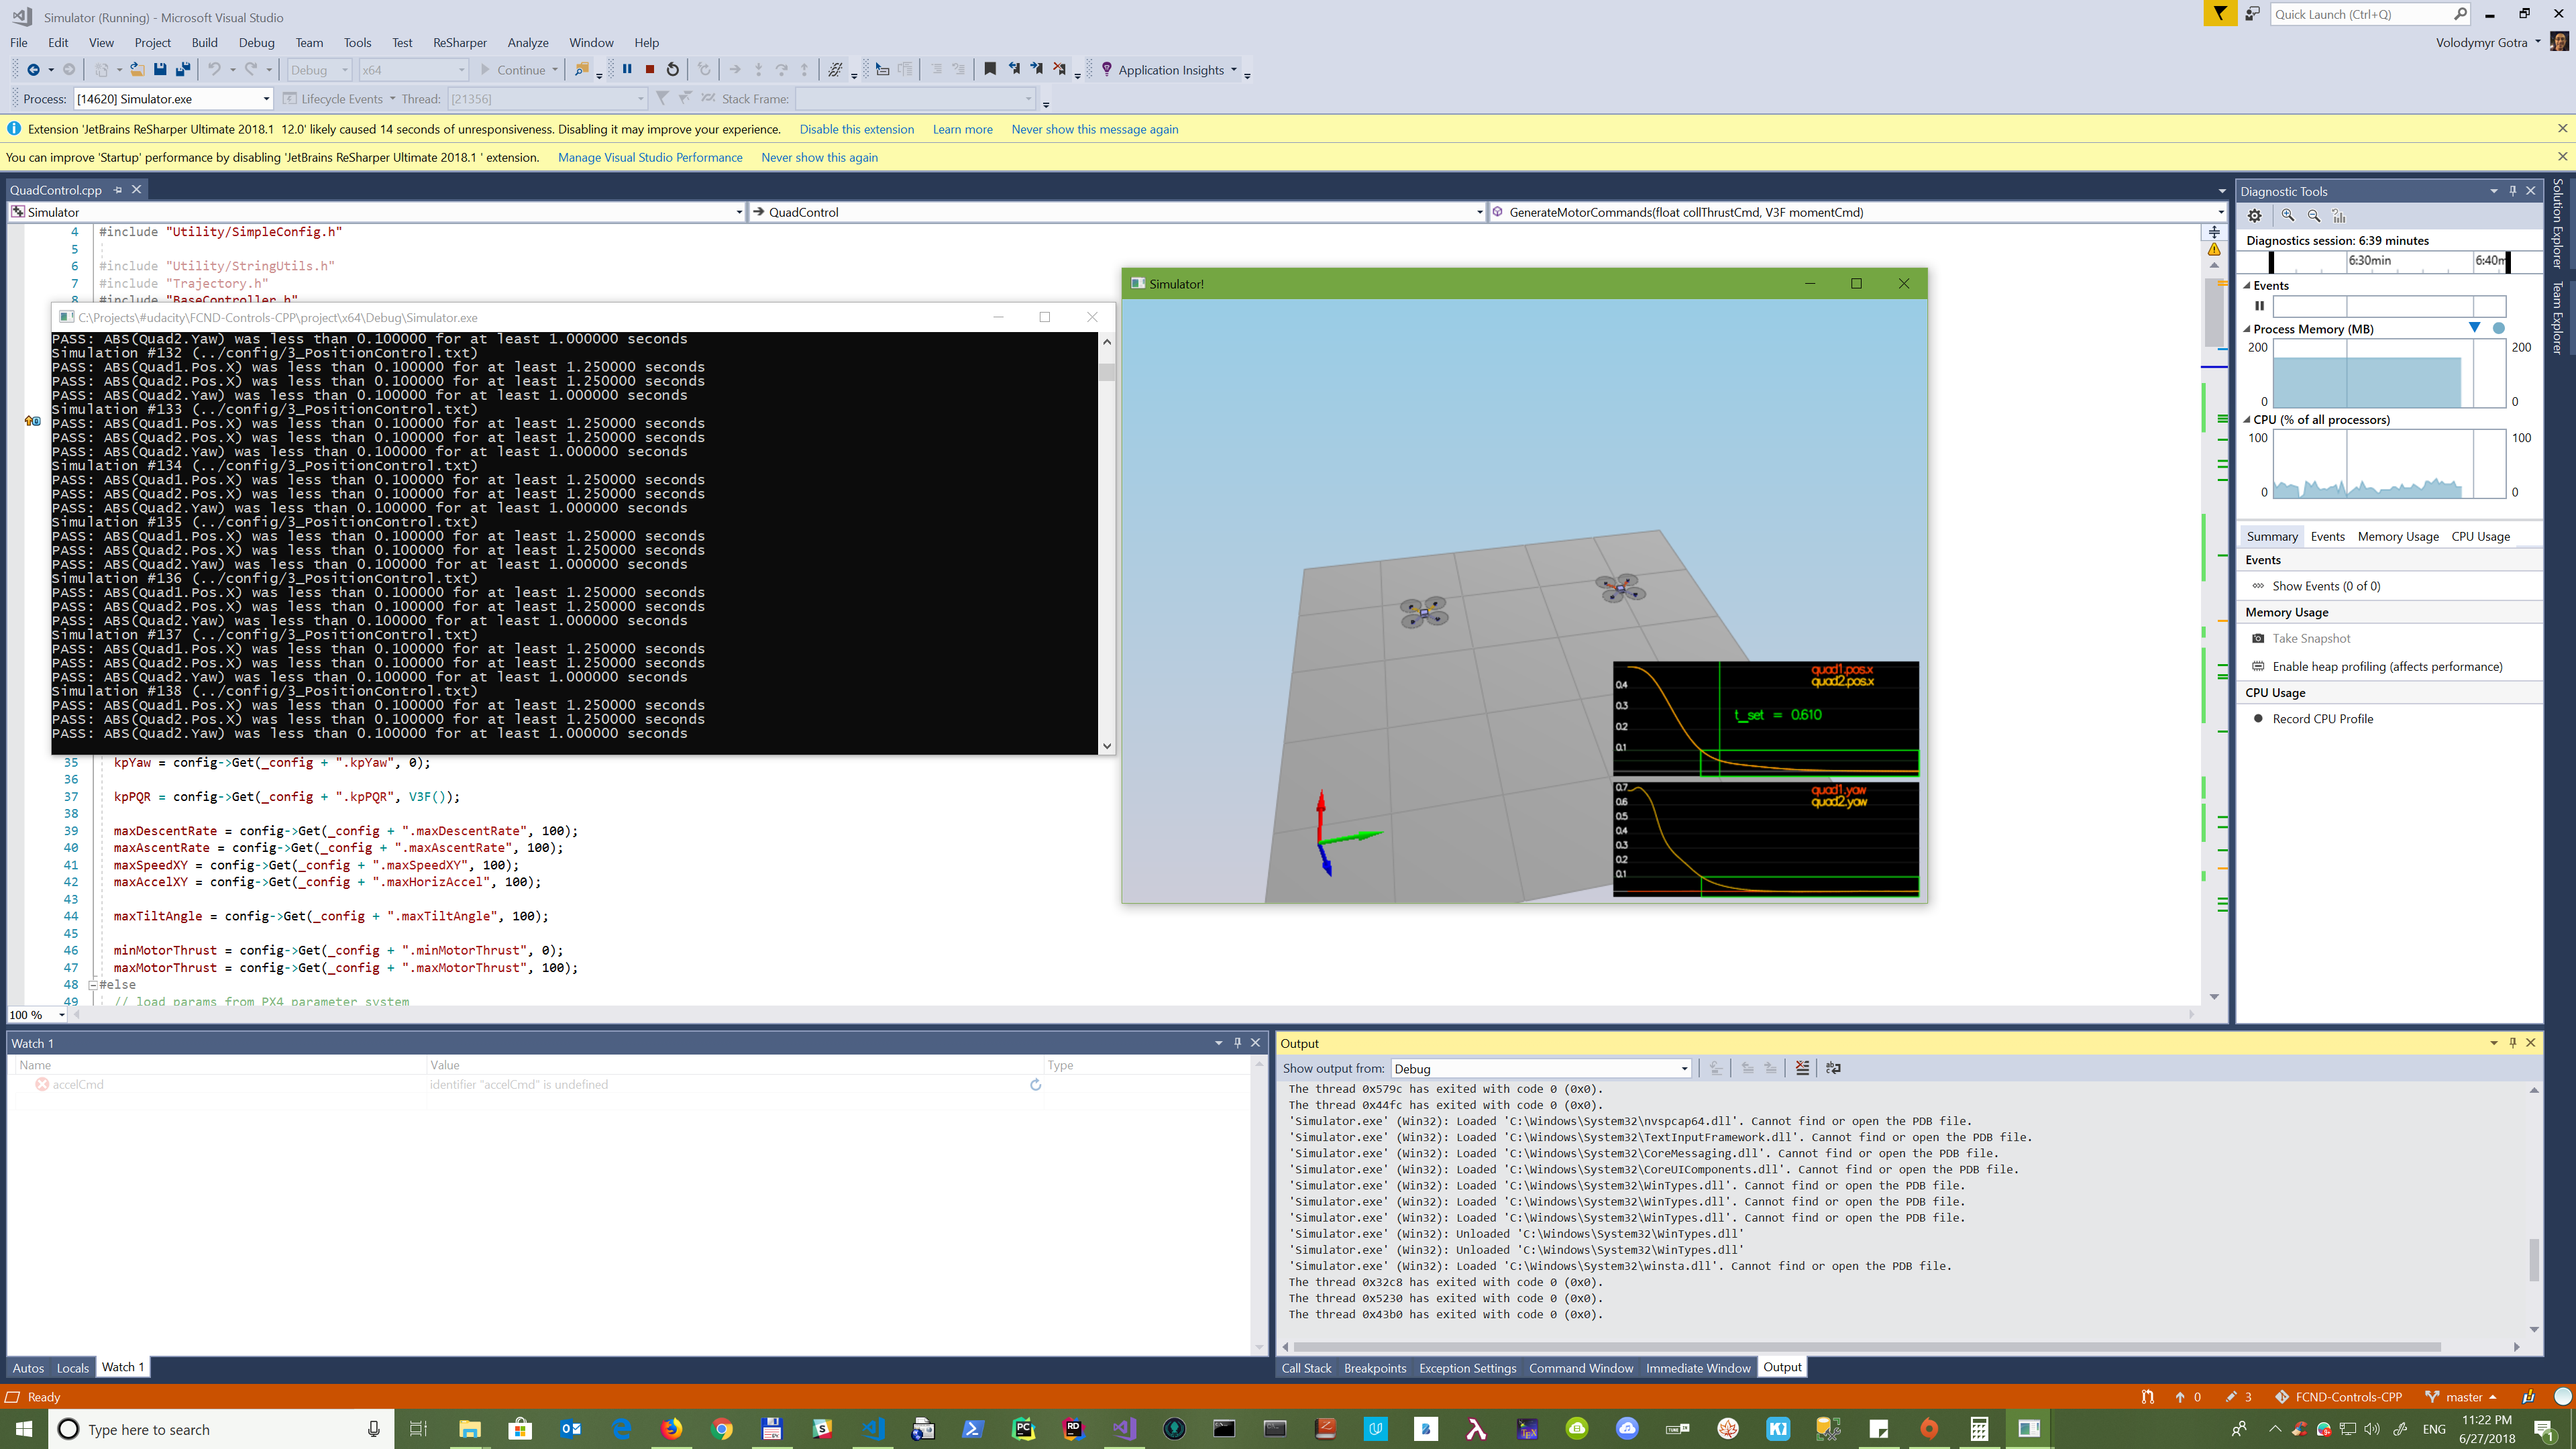 Simulator (Running) - Microsoft Visual Studio
Quick Launch (Ctrl+Q)
File Edit View Project Build Debug Team Tools Test ReSharper Analyze Window Help
Volodymyr Gotra
Debug x64 Continue Application Insights
Process: [14620] Simulator.exe Lifecycle Events Thread: [21356] Stack Frame:
Extension 'JetBrains ReSharper Ultimate 2018.1 12.0' likely caused 14 seconds of unresponsiveness. Disabling it may improve your experience. Disable this extension Learn more Never show this message again
You can improve 'Startup' performance by disabling 'JetBrains ReSharper Ultimate 2018.1 ' extension. Manage Visual Studio Performance Never show this again
QuadControl.cpp
Simulator QuadControl GenerateMotorCommands(float collThrustCmd, V3F momentCmd)
4 #include "Utility/SimpleConfig.h"
5
6 #include "Utility/StringUtils.h"
7 #include "Trajectory.h"
8 #include "BaseController.h"
C:\Projects\#udacity\FCND-Controls-CPP\project\x64\Debug\Simulator.exe
PASS: ABS(Quad2.Yaw) was less than 0.100000 for at least 1.000000 seconds
Simulation #132 (../config/3_PositionControl.txt)
PASS: ABS(Quad1.Pos.X) was less than 0.100000 for at least 1.250000 seconds
PASS: ABS(Quad2.Pos.X) was less than 0.100000 for at least 1.250000 seconds
PASS: ABS(Quad2.Yaw) was less than 0.100000 for at least 1.000000 seconds
Simulation #133 (../config/3_PositionControl.txt)
PASS: ABS(Quad1.Pos.X) was less than 0.100000 for at least 1.250000 seconds
PASS: ABS(Quad2.Pos.X) was less than 0.100000 for at least 1.250000 seconds
PASS: ABS(Quad2.Yaw) was less than 0.100000 for at least 1.000000 seconds
Simulation #134 (../config/3_PositionControl.txt)
PASS: ABS(Quad1.Pos.X) was less than 0.100000 for at least 1.250000 seconds
PASS: ABS(Quad2.Pos.X) was less than 0.100000 for at least 1.250000 seconds
PASS: ABS(Quad2.Yaw) was less than 0.100000 for at least 1.000000 seconds
Simulation #135 (../config/3_PositionControl.txt)
PASS: ABS(Quad1.Pos.X) was less than 0.100000 for at least 1.250000 seconds
PASS: ABS(Quad2.Pos.X) was less than 0.100000 for at least 1.250000 seconds
PASS: ABS(Quad2.Yaw) was less than 0.100000 for at least 1.000000 seconds
Simulation #136 (../config/3_PositionControl.txt)
PASS: ABS(Quad1.Pos.X) was less than 0.100000 for at least 1.250000 seconds
PASS: ABS(Quad2.Pos.X) was less than 0.100000 for at least 1.250000 seconds
PASS: ABS(Quad2.Yaw) was less than 0.100000 for at least 1.000000 seconds
Simulation #137 (../config/3_PositionControl.txt)
PASS: ABS(Quad1.Pos.X) was less than 0.100000 for at least 1.250000 seconds
PASS: ABS(Quad2.Pos.X) was less than 0.100000 for at least 1.250000 seconds
PASS: ABS(Quad2.Yaw) was less than 0.100000 for at least 1.000000 seconds
Simulation #138 (../config/3_PositionControl.txt)
PASS: ABS(Quad1.Pos.X) was less than 0.100000 for at least 1.250000 seconds
PASS: ABS(Quad2.Pos.X) was less than 0.100000 for at least 1.250000 seconds
PASS: ABS(Quad2.Yaw) was less than 0.100000 for at least 1.000000 seconds
35 kpYaw = config->Get(_config + ".kpYaw", 0);
36
37 kpPQR = config->Get(_config + ".kpPQR", V3F());
38
39 maxDescentRate = config->Get(_config + ".maxDescentRate", 100);
40 maxAscentRate = config->Get(_config + ".maxAscentRate", 100);
41 maxSpeedXY = config->Get(_config + ".maxSpeedXY", 100);
42 maxAccelXY = config->Get(_config + ".maxHorizAccel", 100);
43
44 maxTiltAngle = config->Get(_config + ".maxTiltAngle", 100);
45
46 minMotorThrust = config->Get(_config + ".minMotorThrust", 0);
47 maxMotorThrust = config->Get(_config + ".maxMotorThrust", 100);
48 #else
49 // load params from PX4 parameter system
100 %
Simulator!
quad1.pos.x
quad2.pos.x
0.4
0.3
0.2
0.1
t_set = 0.610
quad1.yaw
quad2.yaw
0.7
0.6
0.5
0.4
0.3
0.2
0.1
Diagnostic Tools
Diagnostics session: 6:39 minutes
6:30min 6:40m
Events
Process Memory (MB)
200 200
0 0
CPU (% of all processors)
100 100
0 0
Summary Events Memory Usage CPU Usage
Events
Show Events (0 of 0)
Memory Usage
Take Snapshot
Enable heap profiling (affects performance)
CPU Usage
Record CPU Profile
Solution Explorer
Team Explorer
Watch 1
Name Value Type
accelCmd identifier "accelCmd" is undefined
Autos Locals Watch 1
Output
Show output from: Debug
The thread 0x579c has exited with code 0 (0x0).
The thread 0x44fc has exited with code 0 (0x0).
'Simulator.exe' (Win32): Loaded 'C:\Windows\System32\nvspcap64.dll'. Cannot find or open the PDB file.
'Simulator.exe' (Win32): Loaded 'C:\Windows\System32\TextInputFramework.dll'. Cannot find or open the PDB file.
'Simulator.exe' (Win32): Loaded 'C:\Windows\System32\CoreMessaging.dll'. Cannot find or open the PDB file.
'Simulator.exe' (Win32): Loaded 'C:\Windows\System32\CoreUIComponents.dll'. Cannot find or open the PDB file.
'Simulator.exe' (Win32): Loaded 'C:\Windows\System32\WinTypes.dll'. Cannot find or open the PDB file.
'Simulator.exe' (Win32): Loaded 'C:\Windows\System32\WinTypes.dll'. Cannot find or open the PDB file.
'Simulator.exe' (Win32): Loaded 'C:\Windows\System32\WinTypes.dll'. Cannot find or open the PDB file.
'Simulator.exe' (Win32): Unloaded 'C:\Windows\System32\WinTypes.dll'
'Simulator.exe' (Win32): Unloaded 'C:\Windows\System32\WinTypes.dll'
'Simulator.exe' (Win32): Loaded 'C:\Windows\System32\winsta.dll'. Cannot find or open the PDB file.
The thread 0x32c8 has exited with code 0 (0x0).
The thread 0x5230 has exited with code 0 (0x0).
The thread 0x43b0 has exited with code 0 (0x0).
Call Stack Breakpoints Exception Settings Command Window Immediate Window Output
Ready 0 3 FCND-Controls-CPP master
Type here to search
ENG
11:22 PM
6/27/2018
1